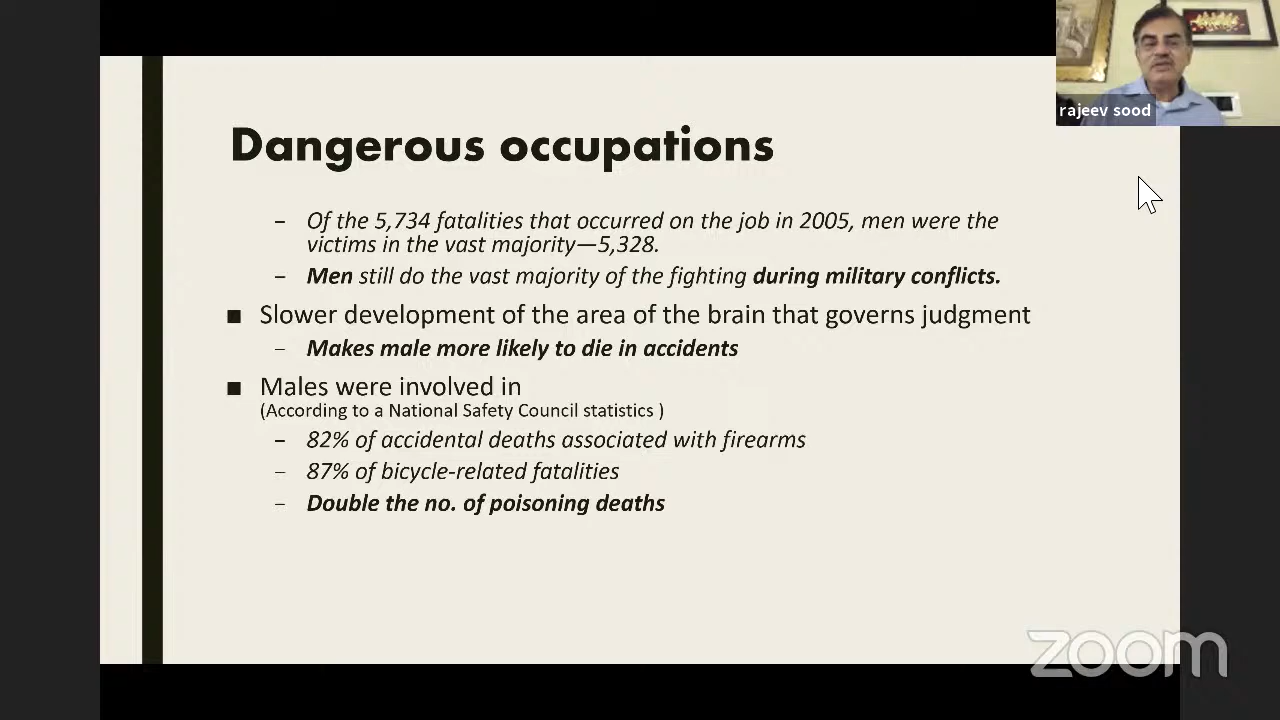 rajeev sood
Dangerous occupations
– Of the 5,734 fatalities that occurred on the job in 2005, men were the
victims in the vast majority—5,328.
– Men still do the vast majority of the fighting during military conflicts.
■ Slower development of the area of the brain that governs judgment
– Makes male more likely to die in accidents
■ Males were involved in
(According to a National Safety Council statistics )
– 82% of accidental deaths associated with firearms
– 87% of bicycle-related fatalities
– Double the no. of poisoning deaths
zoom